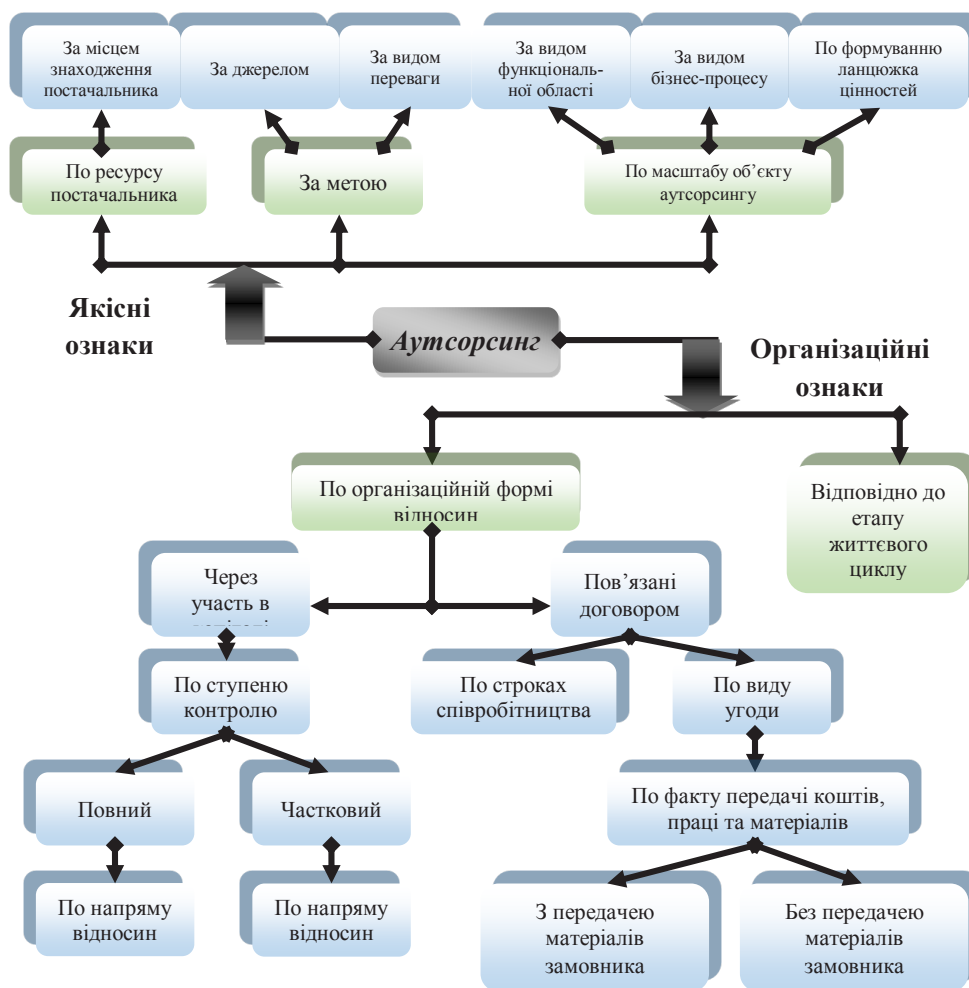 За місцем
знаходження
постачальника
За джерелом
За видом
переваги
За видом
функціональ-
ної області
За видом
бізнес-процесу
По формуванню
ланцюжка
цінностей
По ресурсу
постачальника
За метою
По масштабу об’єкту
аутсорсингу
Якісні
ознаки
Аутсорсинг
Організаційні
ознаки
По організаційній формі
відносин
Відповідно до
етапу
життєвого
циклу
Через
участь в
Пов’язані
договором
По ступеню
контролю
По строках
співробітництва
По виду
угоди
Повний
Частковий
По факту передачі коштів,
праці та матеріалів
По напряму
відносин
По напряму
відносин
З передачею
матеріалів
замовника
Без передачею
матеріалів
замовника